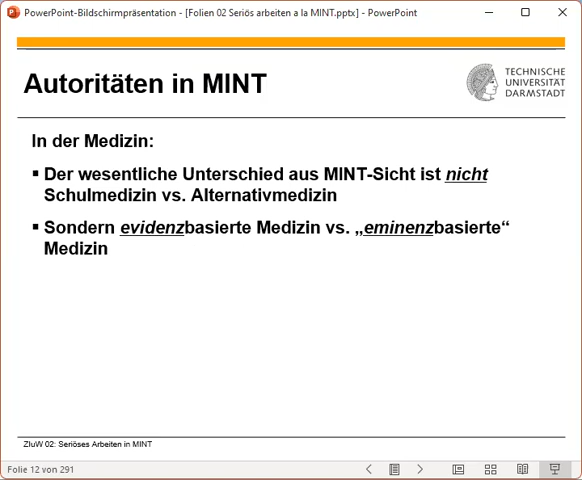 PowerPoint-Bildschirmpräsentation - [Folien 02 Seriös arbeiten a la MINT.pptx] - PowerPoint
Autoritäten in MINT
TECHNISCHE
UNIVERSITÄT
DARMSTADT
In der Medizin:
▪ Der wesentliche Unterschied aus MINT-Sicht ist nicht
Schulmedizin vs. Alternativmedizin
▪ Sondern evidenzbasierte Medizin vs. „eminenzbasierte“
Medizin
ZIuW 02: Seriöses Arbeiten in MINT
Folie 12 von 291